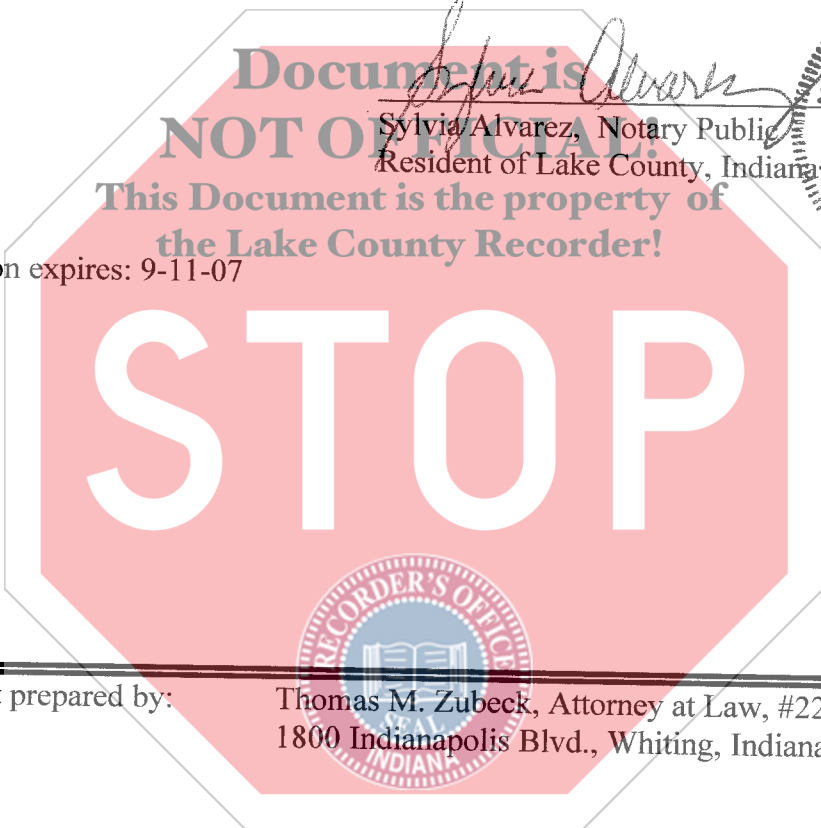 Document is
NOT OFFICIAL!
This Document is the property of
the Lake County Recorder!
Sylvia Alvarez
Sylvia Alvarez, Notary Public
Resident of Lake County, Indiana
on expires: 9-11-07
STOP
RECORDER'S OFFICE
SEAL
INDIANA
t prepared by:
Thomas M. Zubeck, Attorney at Law, #22
1800 Indianapolis Blvd., Whiting, Indiana